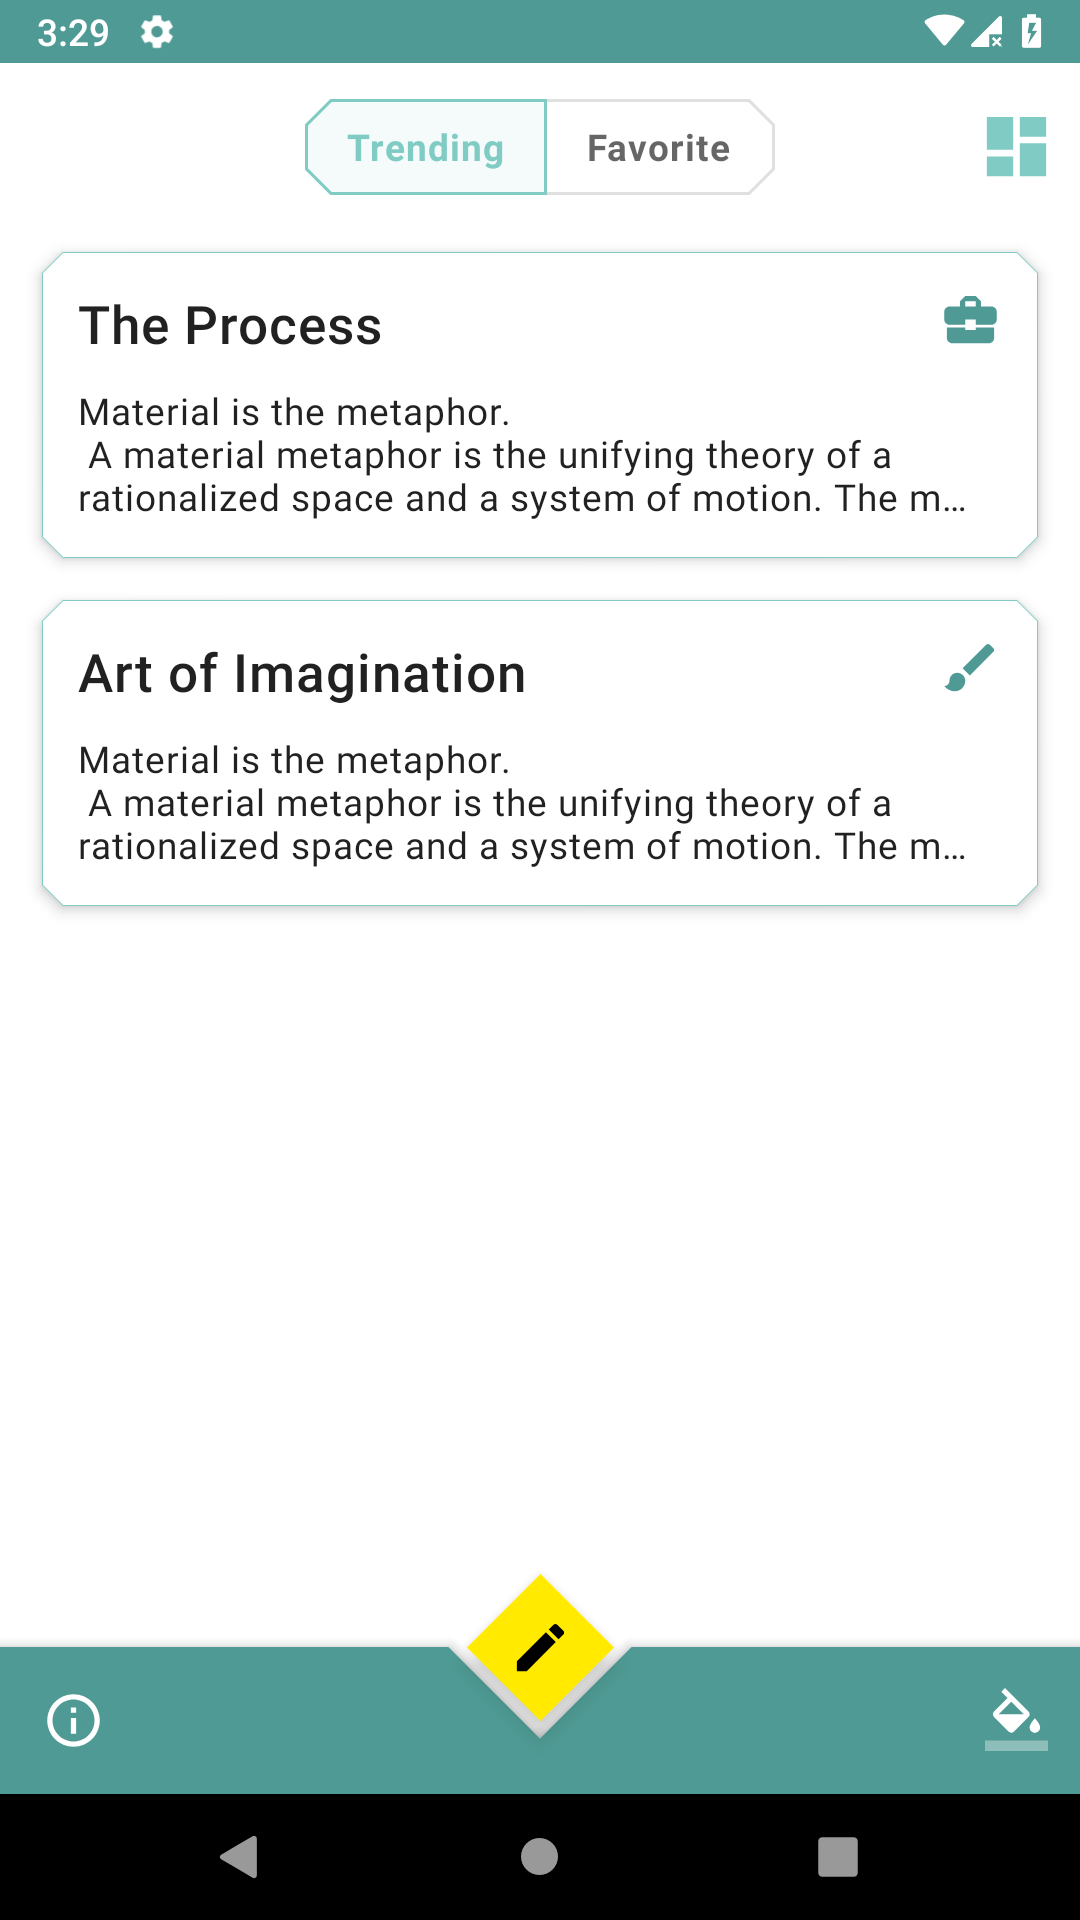 3:29
Trending Favorite
The Process
Material is the metaphor.
A material metaphor is the unifying theory of a
rationalized space and a system of motion. The m…
Art of Imagination
Material is the metaphor.
A material metaphor is the unifying theory of a
rationalized space and a system of motion. The m…